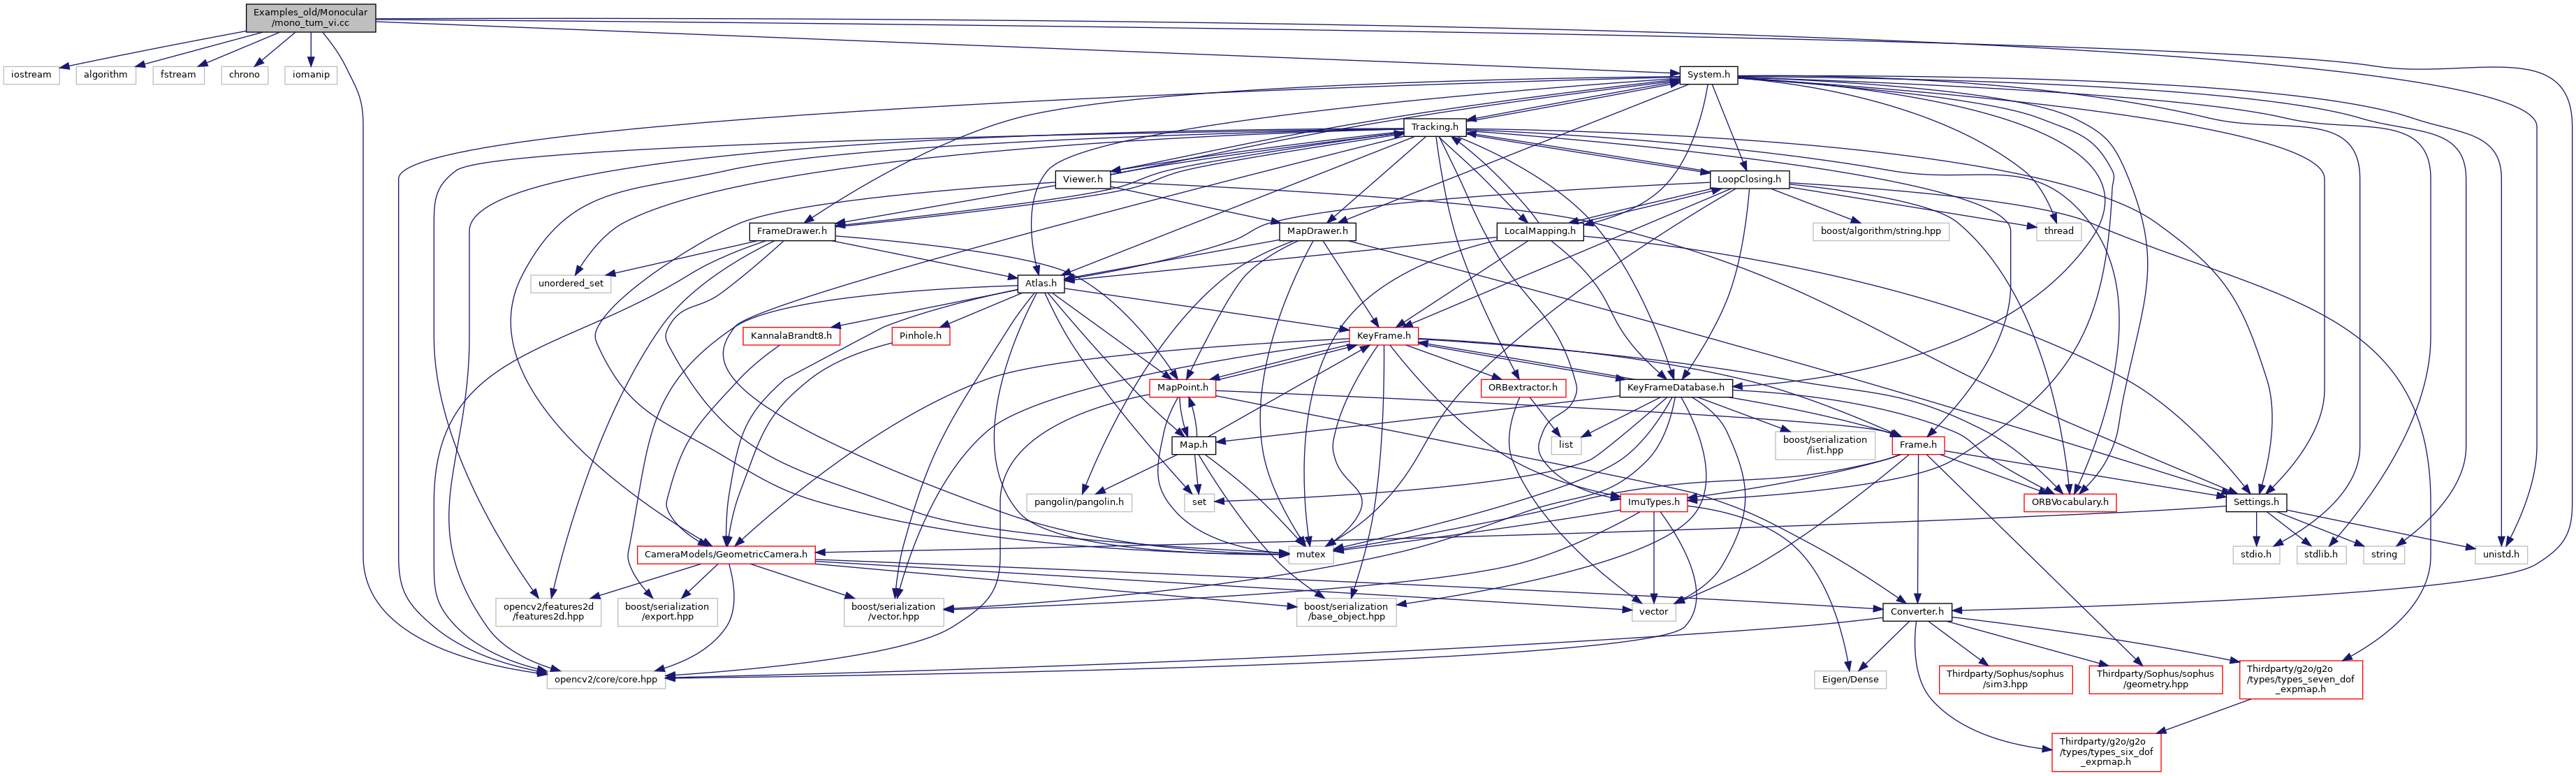 Examples_old/Monocular
/mono_tum_vi.cc
iostream
algorithm
fstream
chrono
iomanip
System.h
Tracking.h
Viewer.h
LoopClosing.h
FrameDrawer.h
MapDrawer.h
LocalMapping.h
boost/algorithm/string.hpp
thread
unordered_set
Atlas.h
KannalaBrandt8.h
Pinhole.h
KeyFrame.h
MapPoint.h
ORBextractor.h
KeyFrameDatabase.h
Map.h
list
boost/serialization
/list.hpp
Frame.h
pangolin/pangolin.h
set
ImuTypes.h
ORBVocabulary.h
Settings.h
CameraModels/GeometricCamera.h
mutex
stdio.h
stdlib.h
string
unistd.h
opencv2/features2d
/features2d.hpp
boost/serialization
/export.hpp
boost/serialization
/vector.hpp
boost/serialization
/base_object.hpp
vector
Converter.h
opencv2/core/core.hpp
Eigen/Dense
Thirdparty/Sophus/sophus
/sim3.hpp
Thirdparty/Sophus/sophus
/geometry.hpp
Thirdparty/g2o/g2o
/types/types_seven_dof
_expmap.h
Thirdparty/g2o/g2o
/types/types_six_dof
_expmap.h